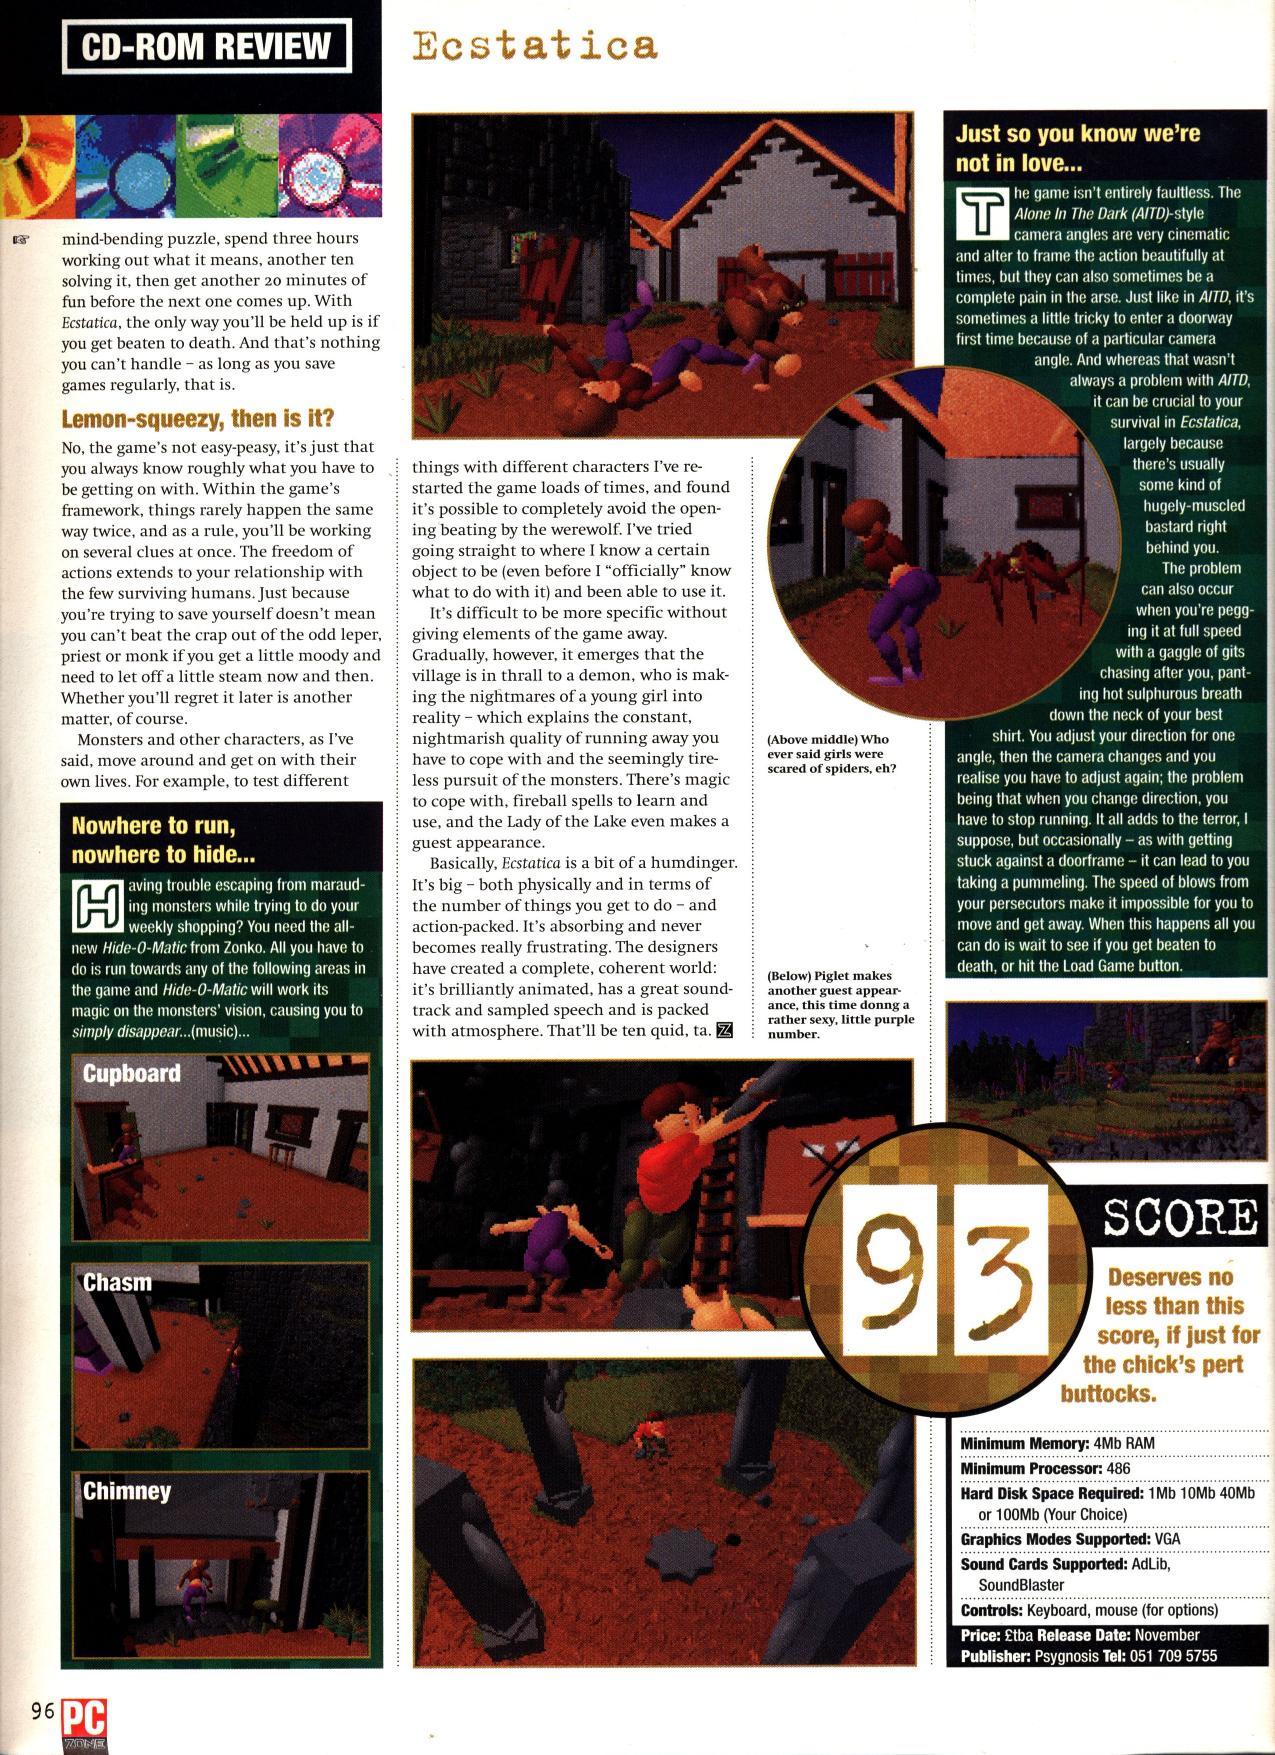 CD-ROM REVIEW
Ecstatica
mind-bending puzzle, spend three hours
working out what it means, another ten
solving it, then get another 20 minutes of
fun before the next one comes up. With
Ecstatica, the only way you'll be held up is if
you get beaten to death. And that's nothing
you can't handle – as long as you save
games regularly, that is.
Lemon-squeezy, then is it?
No, the game's not easy-peasy, it's just that
you always know roughly what you have to
be getting on with. Within the game's
framework, things rarely happen the same
way twice, and as a rule, you'll be working
on several clues at once. The freedom of
actions extends to your relationship with
the few surviving humans. Just because
you're trying to save yourself doesn't mean
you can't beat the crap out of the odd leper,
priest or monk if you get a little moody and
need to let off a little steam now and then.
Whether you'll regret it later is another
matter, of course.
Monsters and other characters, as I've
said, move around and get on with their
own lives. For example, to test different
things with different characters I've re-
started the game loads of times, and found
it's possible to completely avoid the open-
ing beating by the werewolf. I've tried
going straight to where I know a certain
object to be (even before I "officially" know
what to do with it) and been able to use it.
It's difficult to be more specific without
giving elements of the game away.
Gradually, however, it emerges that the
village is in thrall to a demon, who is mak-
ing the nightmares of a young girl into
reality – which explains the constant,
nightmarish quality of running away you
have to cope with and the seemingly tire-
less pursuit of the monsters. There's magic
to cope with, fireball spells to learn and
use, and the Lady of the Lake even makes a
guest appearance.
Basically, Ecstatica is a bit of a humdinger.
It's big – both physically and in terms of
the number of things you get to do – and
action-packed. It's absorbing and never
becomes really frustrating. The designers
have created a complete, coherent world:
it's brilliantly animated, has a great sound-
track and sampled speech and is packed
with atmosphere. That'll be ten quid, ta. Z
Nowhere to run,
nowhere to hide...
Having trouble escaping from maraud-
ing monsters while trying to do your
weekly shopping? You need the all-
new Hide-O-Matic from Zonko. All you have to
do is run towards any of the following areas in
the game and Hide-O-Matic will work its
magic on the monsters' vision, causing you to
simply disappear...(music)...
Cupboard
Chasm
Chimney
(Above middle) Who
ever said girls were
scared of spiders, eh?
(Below) Piglet makes
another guest appear-
ance, this time donng a
rather sexy, little purple
number.
Just so you know we're
not in love...
The game isn't entirely faultless. The
Alone In The Dark (AITD)-style
camera angles are very cinematic
and alter to frame the action beautifully at
times, but they can also sometimes be a
complete pain in the arse. Just like in AITD, it's
sometimes a little tricky to enter a doorway
first time because of a particular camera
angle. And whereas that wasn't
always a problem with AITD,
it can be crucial to your
survival in Ecstatica,
largely because
there's usually
some kind of
hugely-muscled
bastard right
behind you.
The problem
can also occur
when you're pegg-
ing it at full speed
with a gaggle of gits
chasing after you, pant-
ing hot sulphurous breath
down the neck of your best
shirt. You adjust your direction for one
angle, then the camera changes and you
realise you have to adjust again; the problem
being that when you change direction, you
have to stop running. It all adds to the terror, I
suppose, but occasionally – as with getting
stuck against a doorframe – it can lead to you
taking a pummeling. The speed of blows from
your persecutors make it impossible for you to
move and get away. When this happens all you
can do is wait to see if you get beaten to
death, or hit the Load Game button.
93
SCORE
Deserves no
less than this
score, if just for
the chick's pert
buttocks.
Minimum Memory: 4Mb RAM
Minimum Processor: 486
Hard Disk Space Required: 1Mb 10Mb 40Mb
or 100Mb (Your Choice)
Graphics Modes Supported: VGA
Sound Cards Supported: AdLib,
SoundBlaster
Controls: Keyboard, mouse (for options)
Price: £tba Release Date: November
Publisher: Psygnosis Tel: 051 709 5755
96 PC
ZONE